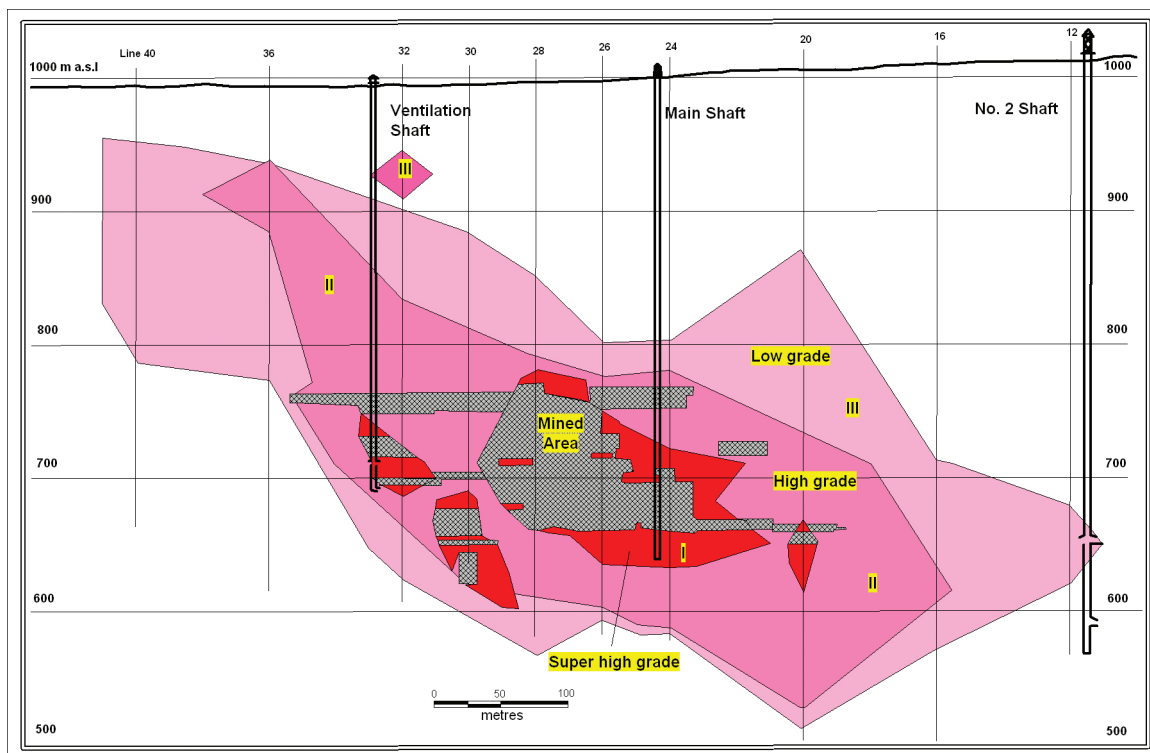 Line 40
36
32
30
28
26
24
20
16
12
1000 m a.s.l
1000
Ventilation
Shaft
Main Shaft
No. 2 Shaft
III
900
900
II
800
800
Low grade
III
Mined
Area
700
700
High grade
I
II
600
600
Super high grade
0 50 100
metres
500
500